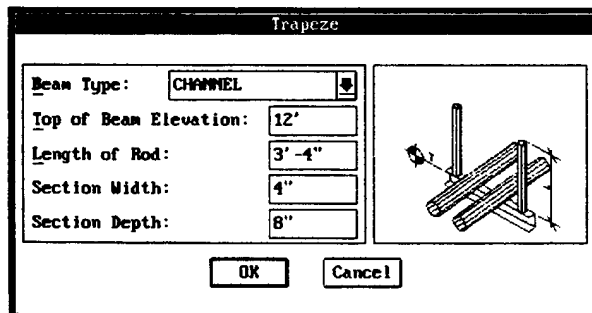 Trapeze
Beam Type: CHANNEL
Top of Beam Elevation: 12'
Length of Rod: 3'-4"
Section Width: 4"
Section Depth: 8"
OK Cancel